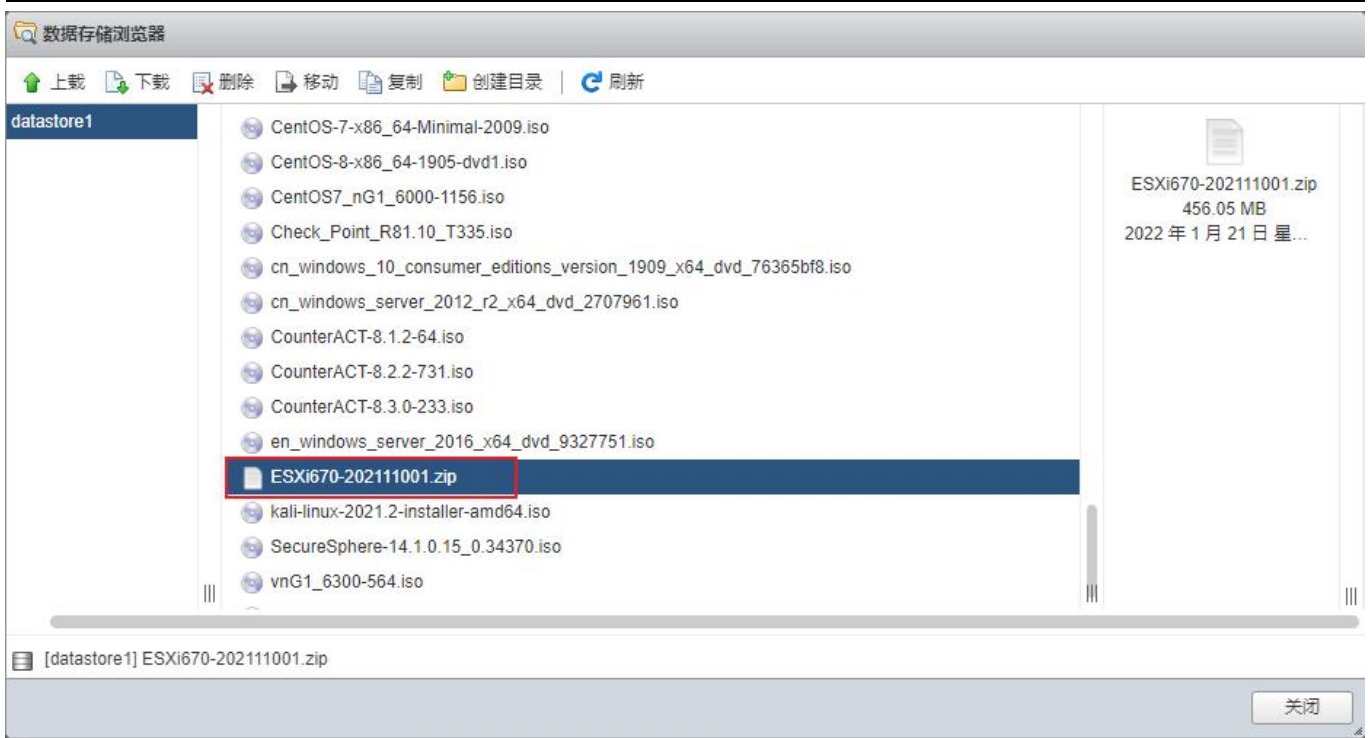 数据存储浏览器
上载 下载 删除 移动 复制 创建目录 刷新
datastore1
CentOS-7-x86_64-Minimal-2009.iso
CentOS-8-x86_64-1905-dvd1.iso
CentOS7_nG1_6000-1156.iso
Check_Point_R81.10_T335.iso
cn_windows_10_consumer_editions_version_1909_x64_dvd_76365bf8.iso
cn_windows_server_2012_r2_x64_dvd_2707961.iso
CounterACT-8.1.2-64.iso
CounterACT-8.2.2-731.iso
CounterACT-8.3.0-233.iso
en_windows_server_2016_x64_dvd_9327751.iso
ESXi670-202111001.zip
kali-linux-2021.2-installer-amd64.iso
SecureSphere-14.1.0.15_0.34370.iso
vnG1_6300-564.iso
ESXi670-202111001.zip
456.05 MB
2022 年 1 月 21 日 星...
[datastore1] ESXi670-202111001.zip
关闭